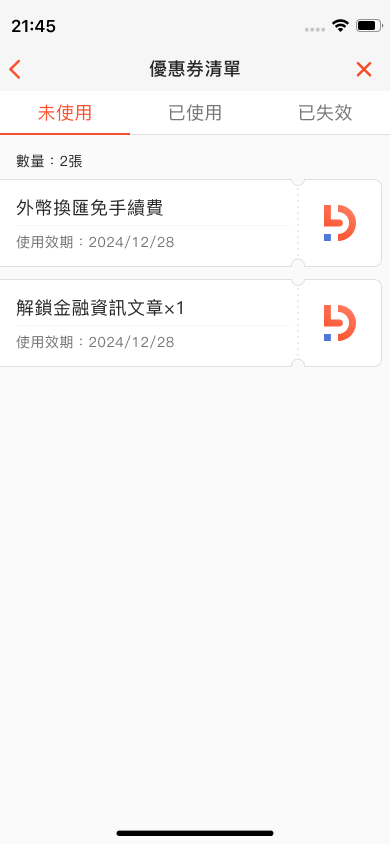 21:45
優惠券清單
未使用
已使用
已失效
數量：2張
外幣換匯免手續費
使用效期：2024/12/28
解鎖金融資訊文章×1
使用效期：2024/12/28